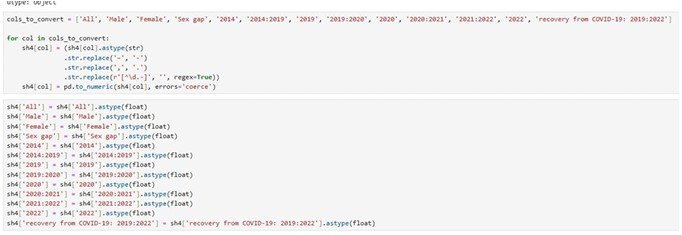 dtype: object
cols_to_convert = ['All', 'Male', 'Female', 'Sex gap', '2014', '2014:2019', '2019', '2019:2020', '2020', '2020:2021', '2021:2022', '2022', 'recovery from COVID-19: 2019:2022']
for col in cols_to_convert:
sh4[col] = (sh4[col].astype(str)
.str.replace('−', '-')
.str.replace(',', '.')
.str.replace(r'[^\d.-]', '', regex=True))
sh4[col] = pd.to_numeric(sh4[col], errors='coerce')
sh4['All'] = sh4['All'].astype(float)
sh4['Male'] = sh4['Male'].astype(float)
sh4['Female'] = sh4['Female'].astype(float)
sh4['Sex gap'] = sh4['Sex gap'].astype(float)
sh4['2014'] = sh4['2014'].astype(float)
sh4['2014:2019'] = sh4['2014:2019'].astype(float)
sh4['2019'] = sh4['2019'].astype(float)
sh4['2019:2020'] = sh4['2019:2020'].astype(float)
sh4['2020'] = sh4['2020'].astype(float)
sh4['2020:2021'] = sh4['2020:2021'].astype(float)
sh4['2021:2022'] = sh4['2021:2022'].astype(float)
sh4['2022'] = sh4['2022'].astype(float)
sh4['recovery from COVID-19: 2019:2022'] = sh4['recovery from COVID-19: 2019:2022'].astype(float)